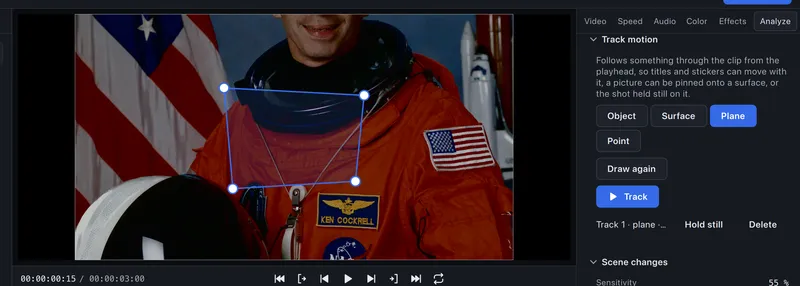 Video Speed Audio Color Effects Analyze
Track motion
Follows something through the clip from the
playhead, so titles and stickers can move with
it, a picture can be pinned onto a surface, or
the shot held still on it.
Object Surface Plane
Point
Draw again
Track
Track 1 · plane ·… Hold still Delete
Scene changes
Sensitivity 55 %
KEN COCKRELL
00:00:00:15 / 00:00:03:00